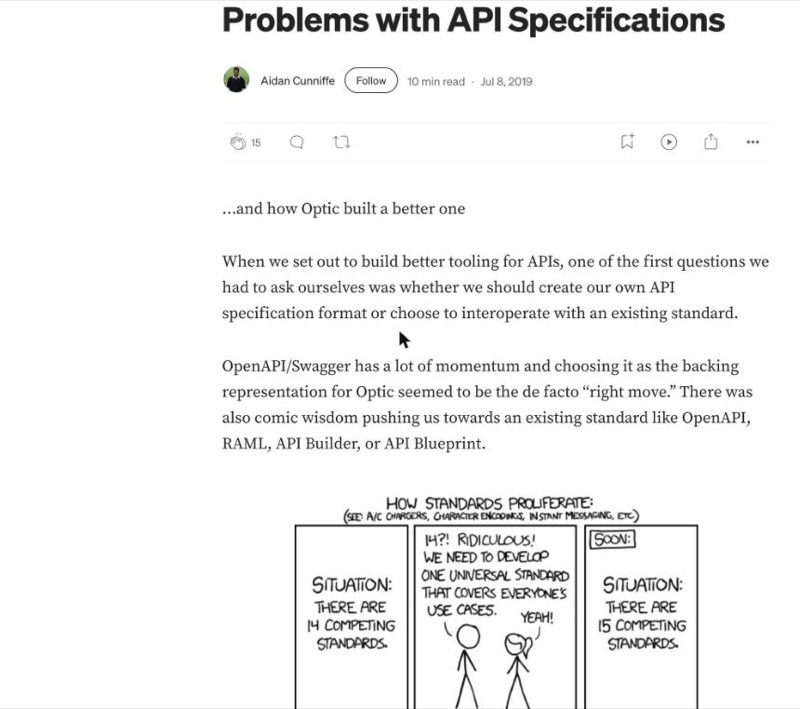 Problems with API Specifications
Aidan Cunniffe Follow 10 min read · Jul 8, 2019
15
...and how Optic built a better one
When we set out to build better tooling for APIs, one of the first questions we
had to ask ourselves was whether we should create our own API
specification format or choose to interoperate with an existing standard.
OpenAPI/Swagger has a lot of momentum and choosing it as the backing
representation for Optic seemed to be the de facto “right move.” There was
also comic wisdom pushing us towards an existing standard like OpenAPI,
RAML, API Builder, or API Blueprint.
HOW STANDARDS PROLIFERATE:
(SEE: A/C CHARGERS, CHARACTER ENCODINGS, INSTANT MESSAGING, ETC.)
SITUATION:
THERE ARE
14 COMPETING
STANDARDS.
14?! RIDICULOUS!
WE NEED TO DEVELOP
ONE UNIVERSAL STANDARD
THAT COVERS EVERYONE'S
USE CASES.
YEAH!
SOON:
SITUATION:
THERE ARE
15 COMPETING
STANDARDS.